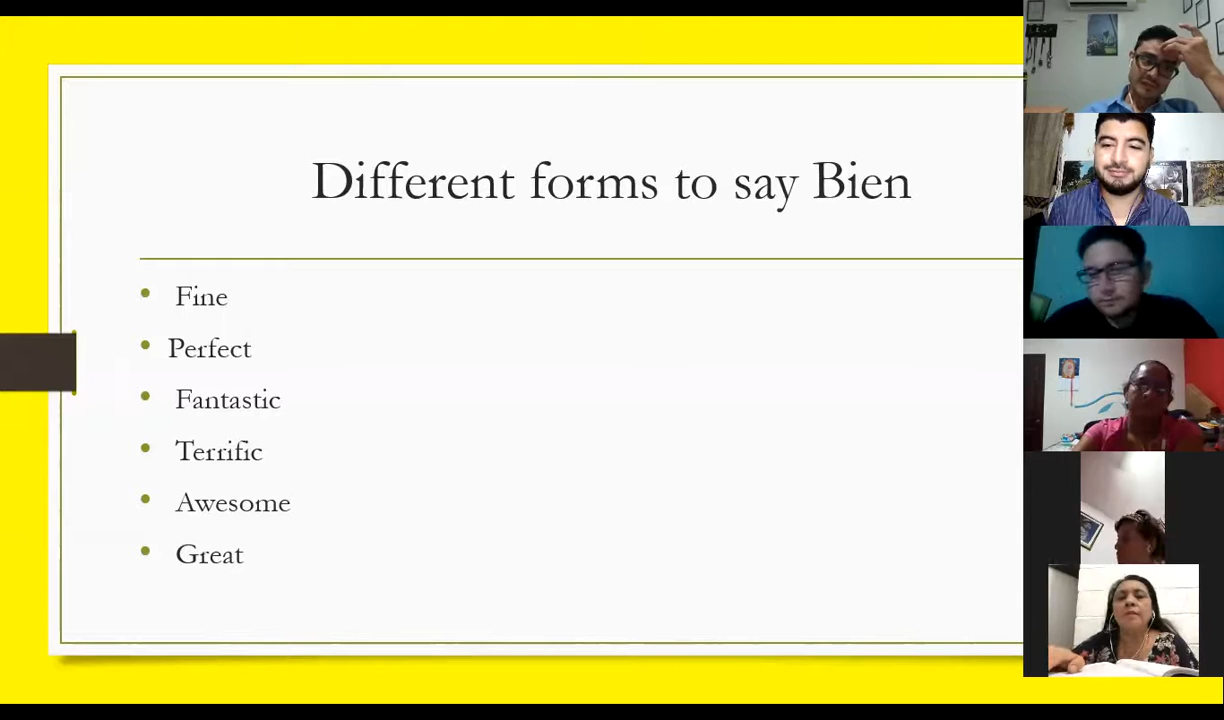 Different forms to say Bien
Fine
Perfect
Fantastic
Terrific
Awesome
Great